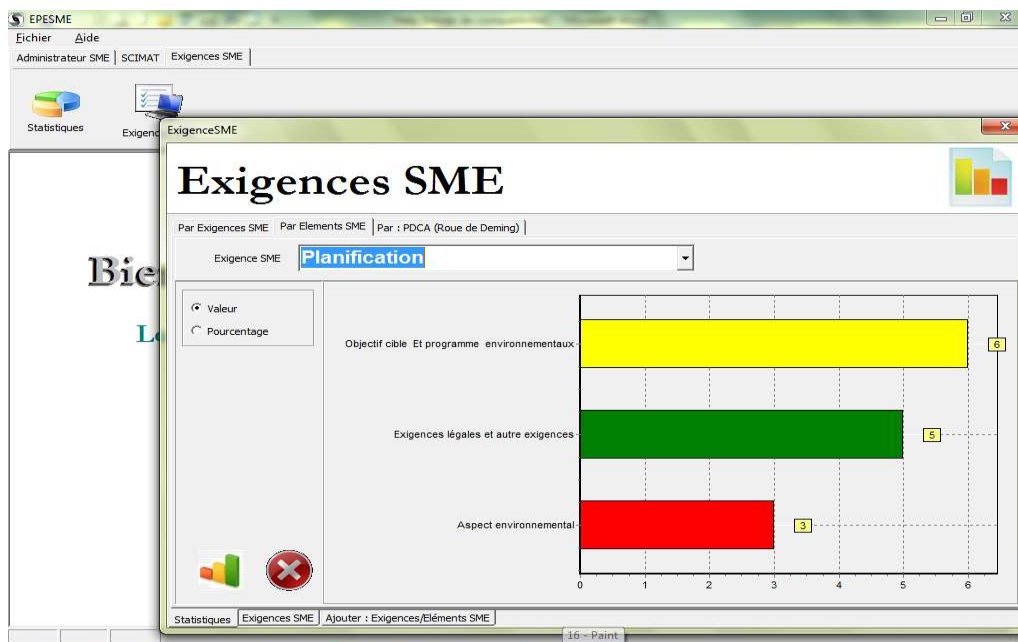 EPESME
Fichier Aide
Administrateur SME SCIMAT Exigences SME
Statistiques
ExigenceSME
Exigences SME
Par Exigences SME Par Elements SME Par : PDCA (Roue de Deming)
Exigence SME Planification
Valeur
Pourcentage
Objectif cible Et programme environnementaux 6
Exigences légales et autre exigences 5
Aspect environnemental 3
0 1 2 3 4 5 6
Statistiques Exigences SME Ajouter : Exigences/Eléments SME
16 - Paint